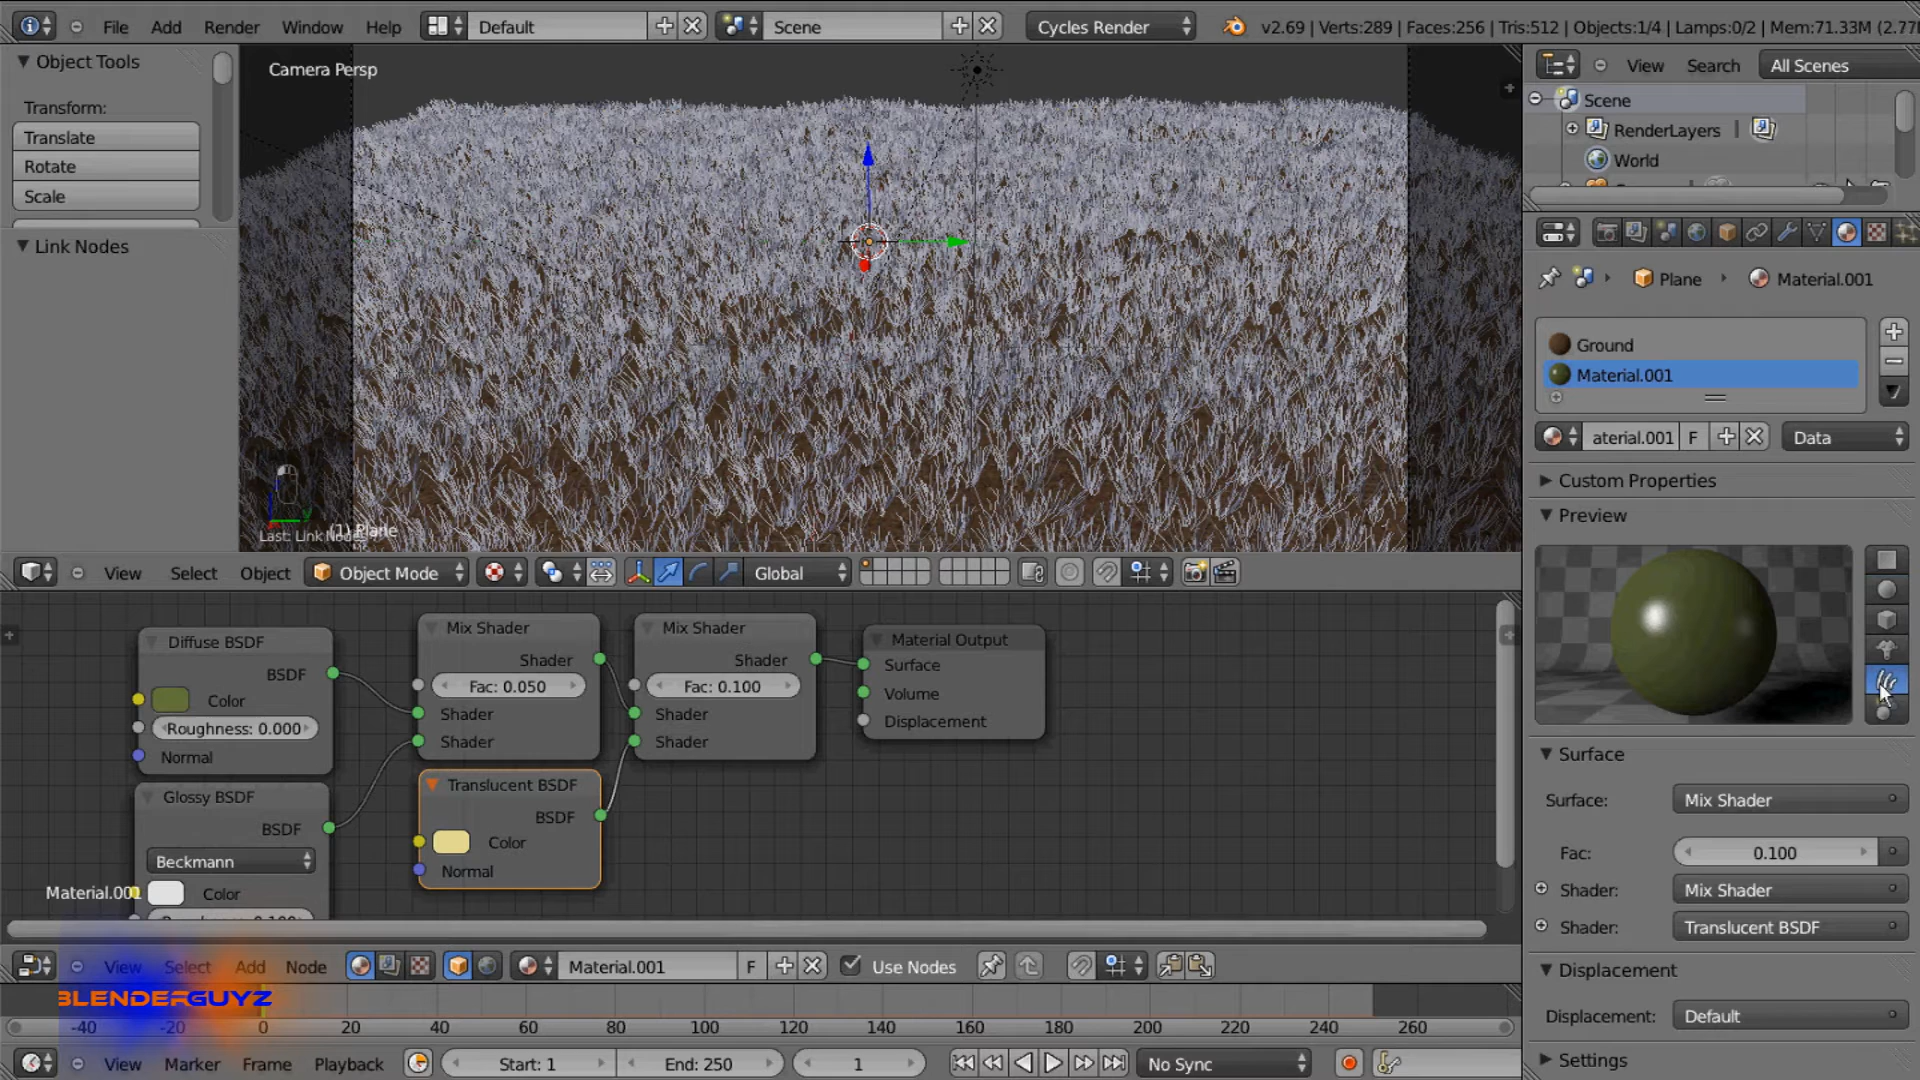 File Add Render Window Help Default Scene Cycles Render v2.69 | Verts:289 | Faces:256 | Tris:512 | Objects:1/4 | Lamps:0/2 | Mem:71.33M (2.77
Object Tools
Transform:
Translate
Rotate
Scale
Link Nodes
Camera Persp
(1) Plane
View Select Object Object Mode Global
View Search All Scenes
Scene
RenderLayers |
World
Plane Material.001
Ground
Material.001
aterial.001 F Data
Custom Properties
Preview
Surface
Surface: Mix Shader
Fac: 0.100
Shader: Mix Shader
Shader: Translucent BSDF
Displacement
Displacement: Default
Settings
Diffuse BSDF
BSDF
Color
Roughness: 0.000
Normal
Glossy BSDF
BSDF
Beckmann
Color
Material.001
Mix Shader
Shader
Fac: 0.050
Shader
Shader
Translucent BSDF
BSDF
Color
Normal
Mix Shader
Shader
Fac: 0.100
Shader
Shader
Material Output
Surface
Volume
Displacement
View Select Add Node Material.001 F Use Nodes
BLENDERGUYZ
-40 -20 0 20 40 60 80 100 120 140 160 180 200 220 240 260
View Marker Frame Playback Start: 1 End: 250 1 No Sync